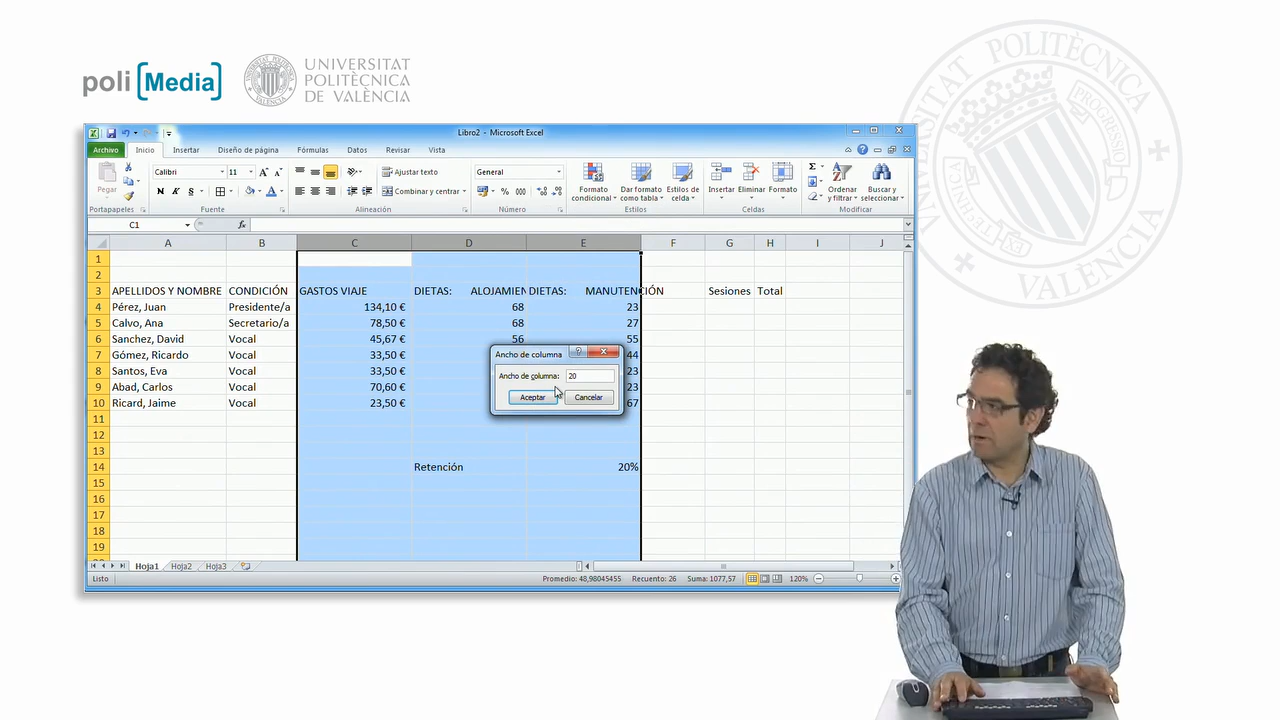 poli [Media]
UNIVERSITAT
POLITÈCNICA
DE VALÈNCIA
UNIVERSITAT POLITÈCNICA DE VALÈNCIA
Libro2 - Microsoft Excel
Archivo Inicio Insertar Diseño de página Fórmulas Datos Revisar Vista
Pegar
Calibri 11
N K S
Ajustar texto
Combinar y centrar
General
Formato condicional
Dar formato como tabla
Estilos de celda
Insertar Eliminar Formato
Ordenar y filtrar
Buscar y seleccionar
Portapapeles Fuente Alineación Número Estilos Celdas Modificar
C1 fx
A B C D E F G H I J
1
2
3 APELLIDOS Y NOMBRE CONDICIÓN GASTOS VIAJE DIETAS: ALOJAMIEN DIETAS: MANUTENCIÓN Sesiones Total
4 Pérez, Juan Presidente/a 134,10 € 68 23
5 Calvo, Ana Secretario/a 78,50 € 68 27
6 Sanchez, David Vocal 45,67 € 56 55
7 Gómez, Ricardo Vocal 33,50 € 44
8 Santos, Eva Vocal 33,50 € 23
9 Abad, Carlos Vocal 70,60 € 23
10 Ricard, Jaime Vocal 23,50 € 67
11
12
13
14 Retención 20%
15
16
17
18
19
Ancho de columna
Ancho de columna: 20
Aceptar Cancelar
Hoja1 Hoja2 Hoja3
Listo Promedio: 48,98045455 Recuento: 26 Suma: 1077,57 120%